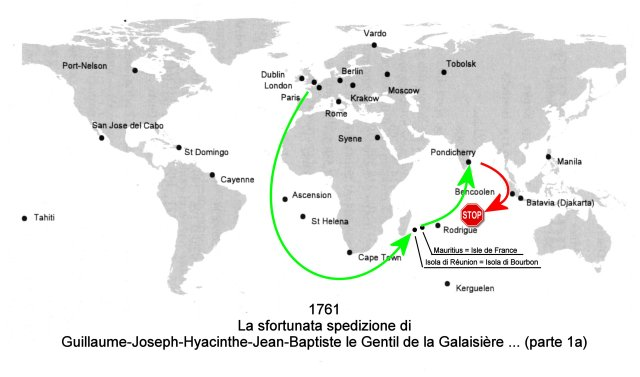 Vardo
Port-Nelson
Dublin
Berlin
Tobolsk
London
Moscow
Paris
Krakow
Rome
San Jose del Cabo
St Domingo
Syene
Pondicherry
Manila
Cayenne
Ascension
Bencoolen
Batavia (Djakarta)
Tahiti
St Helena
STOP
Rodrigue
Mauritius = Isle de France
Cape Town
Isola di Réunion = Isola di Bourbon
Kerguelen
1761
La sfortunata spedizione di
Guillaume-Joseph-Hyacinthe-Jean-Baptiste le Gentil de la Galaisière ... (parte 1a)